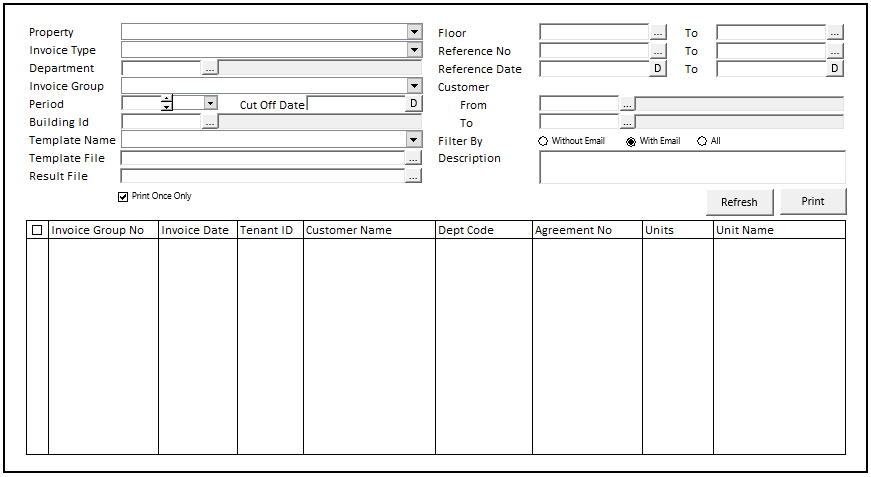 Property
Invoice Type
Department ...
Invoice Group
Period Cut Off Date D
Building Id ...
Template Name
Template File ...
Result File ...
Print Once Only
Floor ... To ...
Reference No ... To ...
Reference Date D To D
Customer
From ...
To ...
Filter By Without Email With Email All
Description
Refresh Print
Invoice Group No Invoice Date Tenant ID Customer Name Dept Code Agreement No Units Unit Name